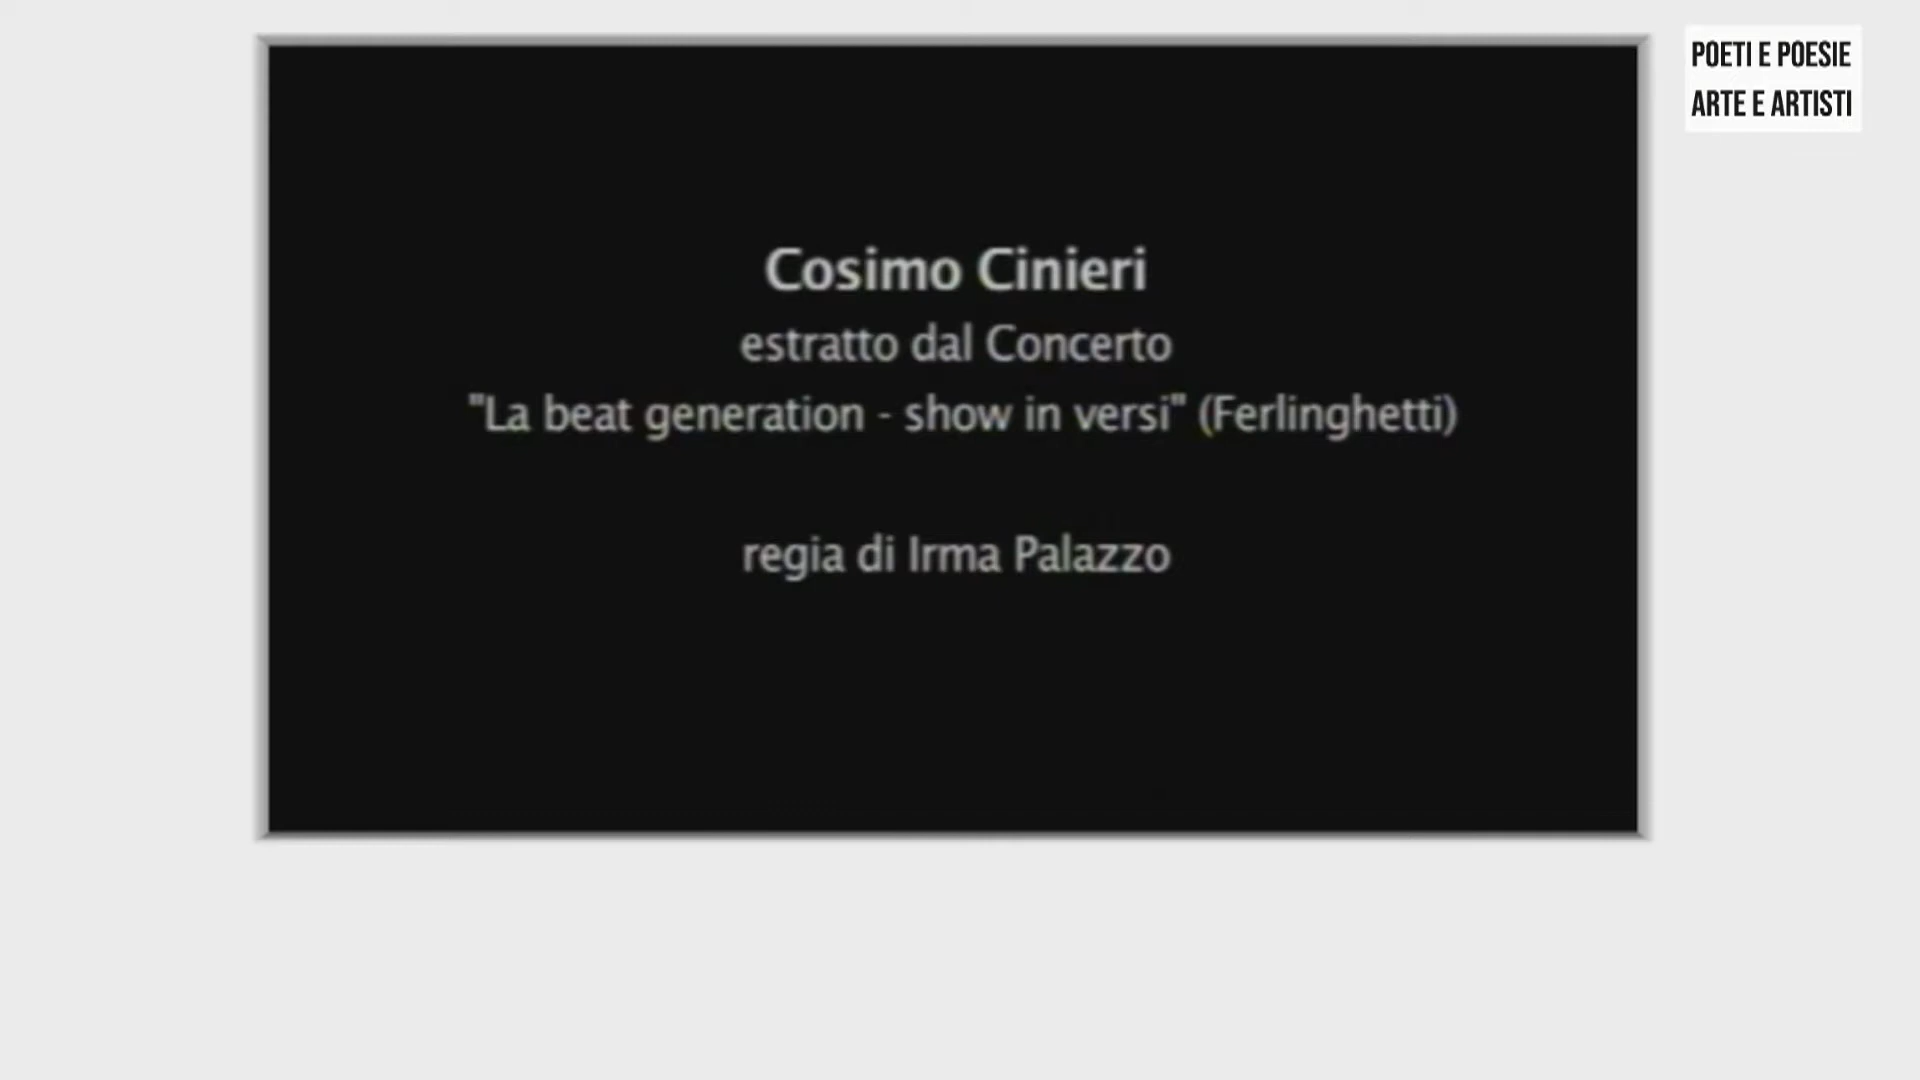 Cosimo Cinieri
estratto dal Concerto
"La beat generation - show in versi" (Ferlinghetti)
regia di Irma Palazzo
POETI E POESIE
ARTE E ARTISTI